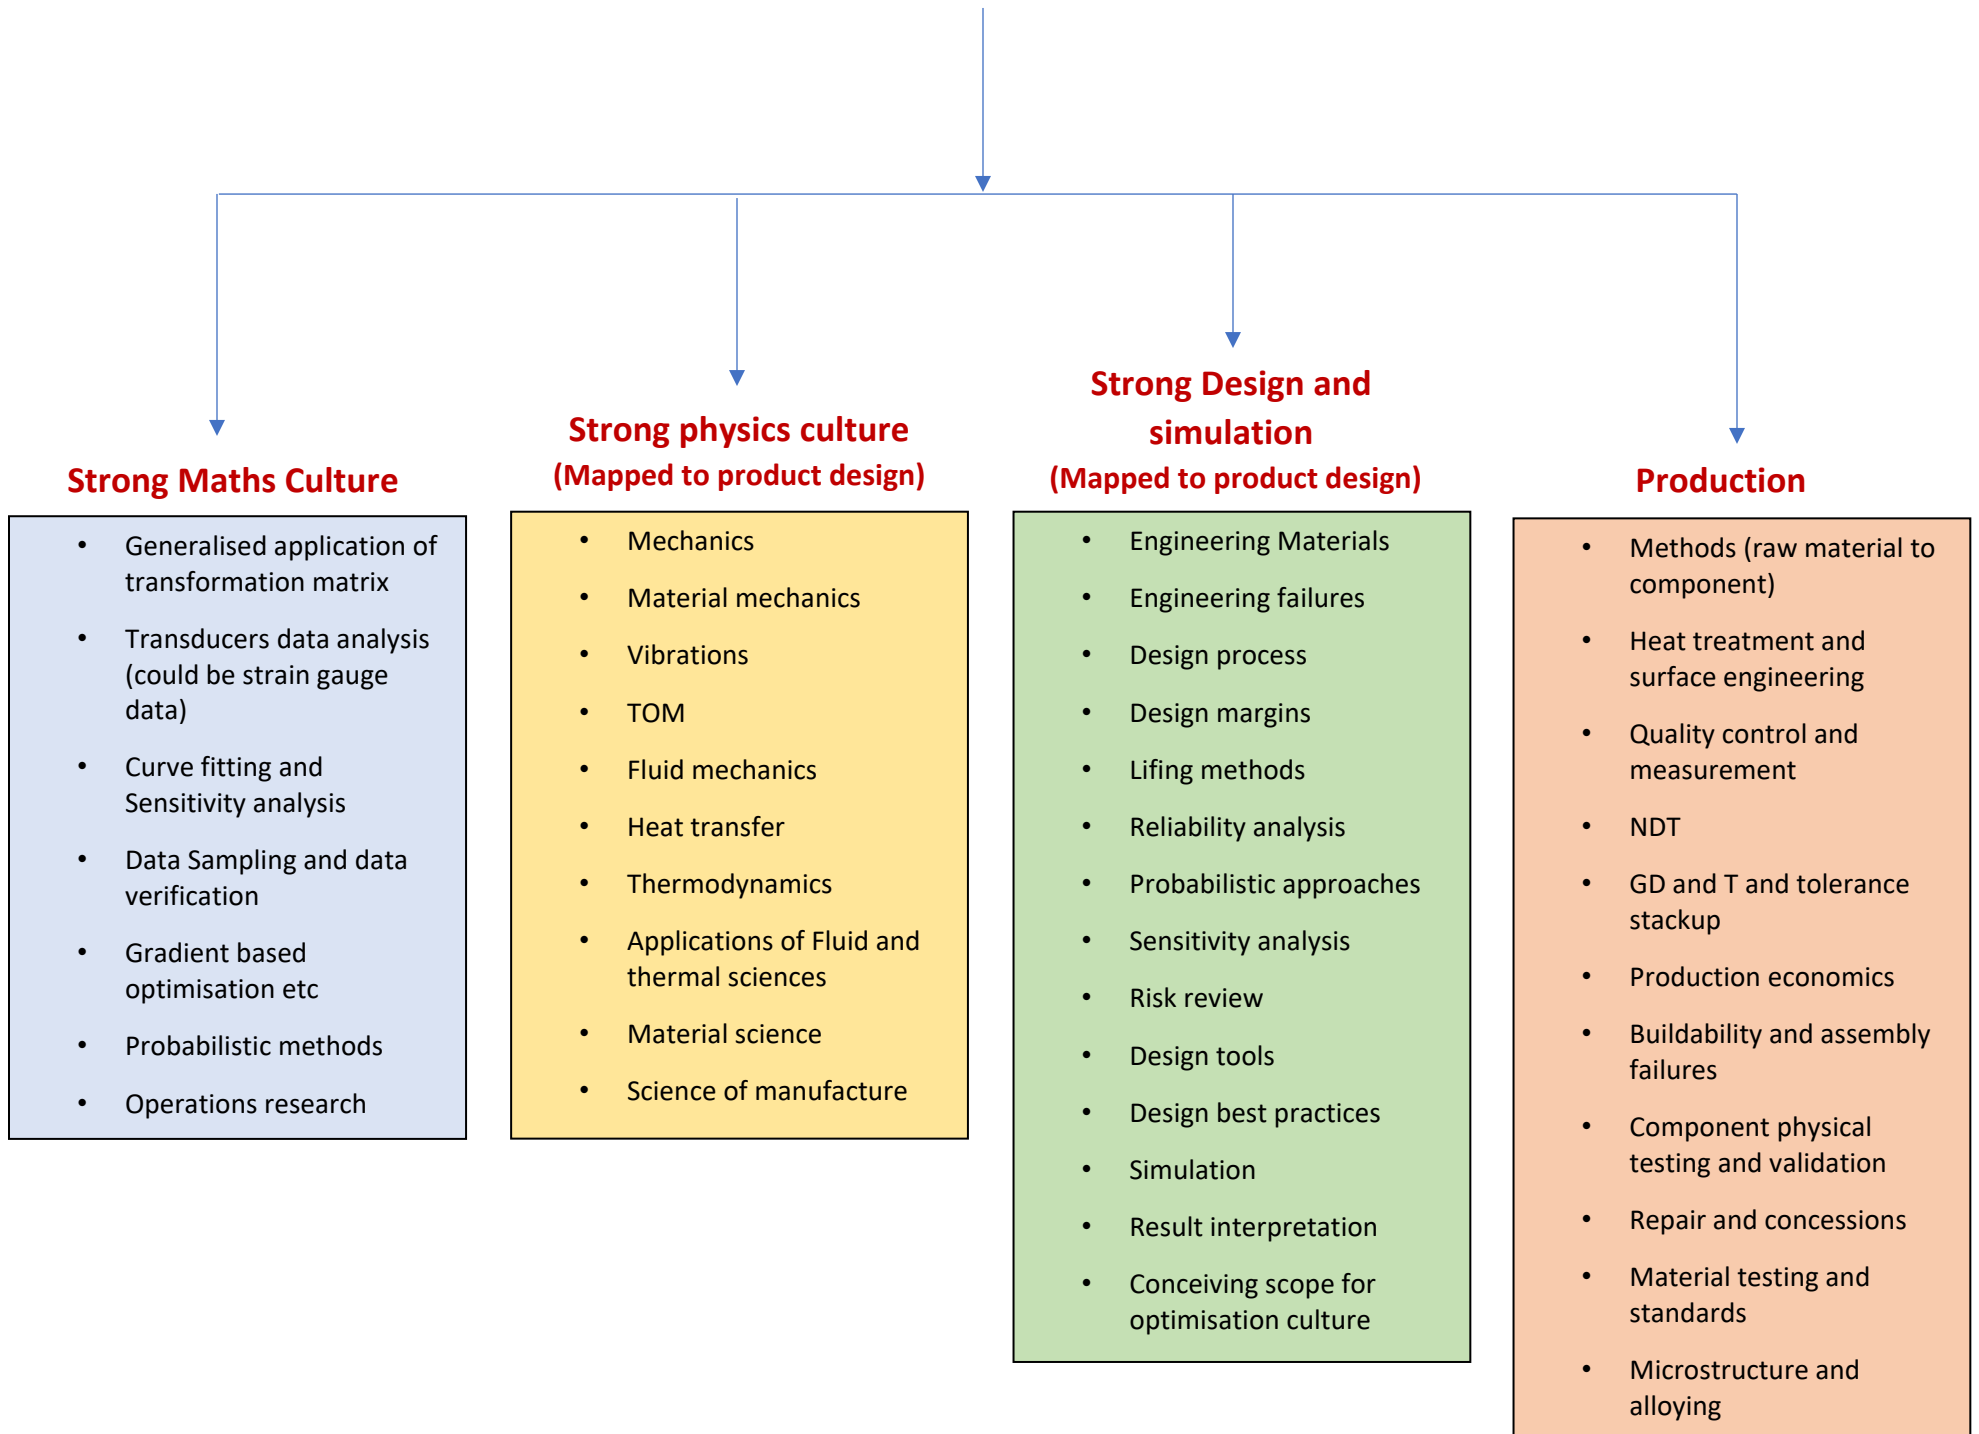 Strong Maths Culture
• Generalised application of
transformation matrix
• Transducers data analysis
(could be strain gauge
data)
• Curve fitting and
Sensitivity analysis
• Data Sampling and data
verification
• Gradient based
optimisation etc
• Probabilistic methods
• Operations research
Strong physics culture
(Mapped to product design)
• Mechanics
• Material mechanics
• Vibrations
• TOM
• Fluid mechanics
• Heat transfer
• Thermodynamics
• Applications of Fluid and
thermal sciences
• Material science
• Science of manufacture
Strong Design and
simulation
(Mapped to product design)
• Engineering Materials
• Engineering failures
• Design process
• Design margins
• Lifing methods
• Reliability analysis
• Probabilistic approaches
• Sensitivity analysis
• Risk review
• Design tools
• Design best practices
• Simulation
• Result interpretation
• Conceiving scope for
optimisation culture
Production
• Methods (raw material to
component)
• Heat treatment and
surface engineering
• Quality control and
measurement
• NDT
• GD and T and tolerance
stackup
• Production economics
• Buildability and assembly
failures
• Component physical
testing and validation
• Repair and concessions
• Material testing and
standards
• Microstructure and
alloying